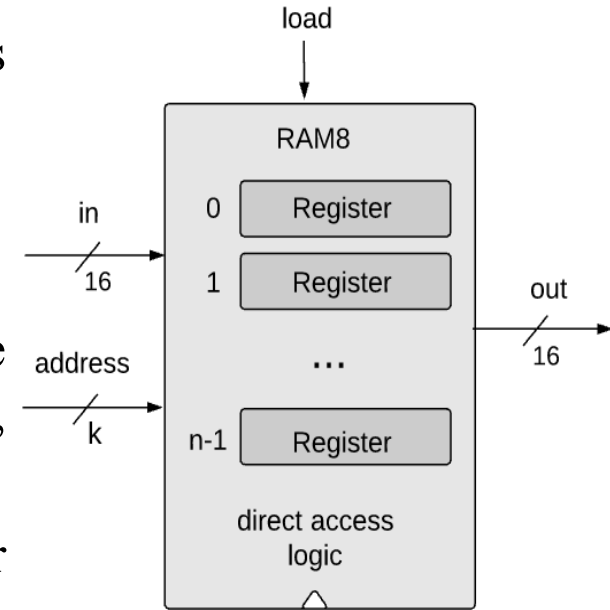 load
RAM8
0 Register
in
16
1 Register
out
16
...
address
k
n-1 Register
direct access
logic